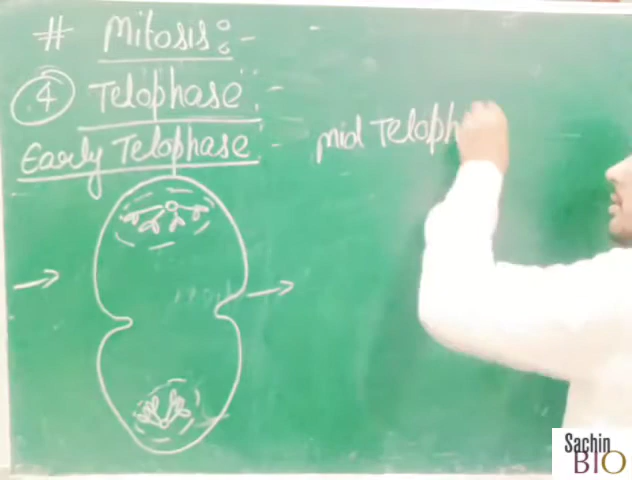 # Mitosis:-
4 Telophase:-
Early Telophase:-
mid Teloph
Sachin
BIO